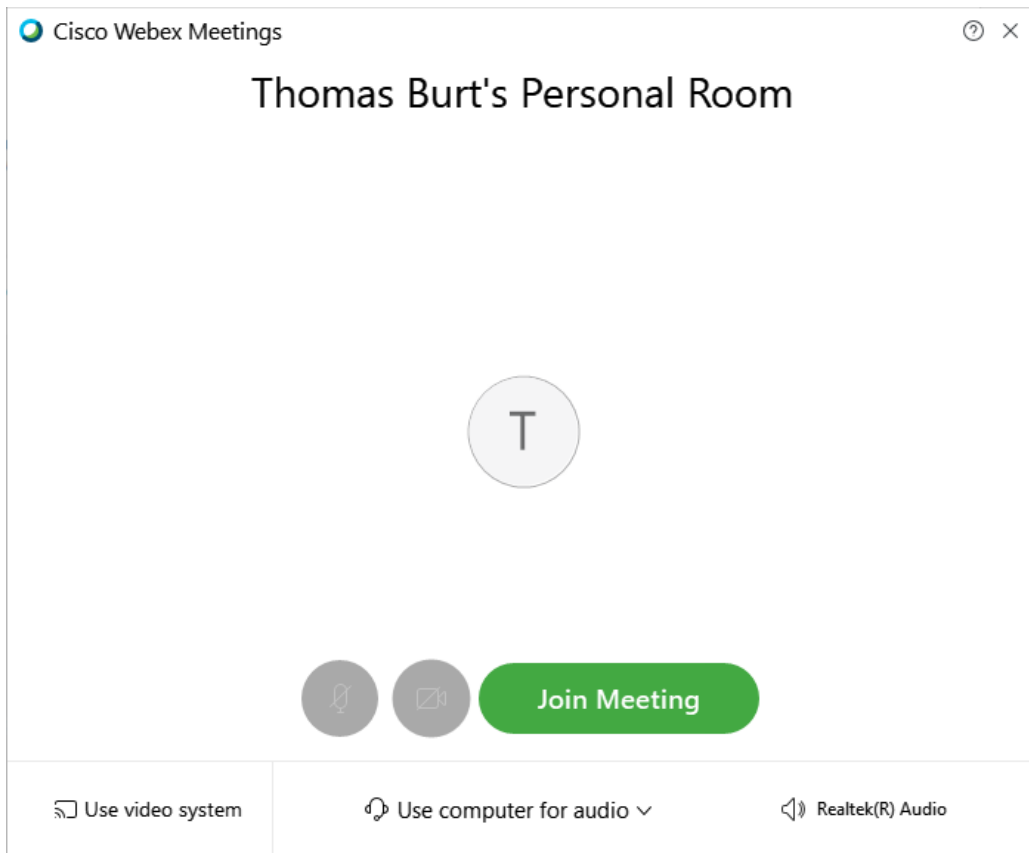 Cisco Webex Meetings
Thomas Burt's Personal Room
T
Join Meeting
Use video system
Use computer for audio
Realtek(R) Audio